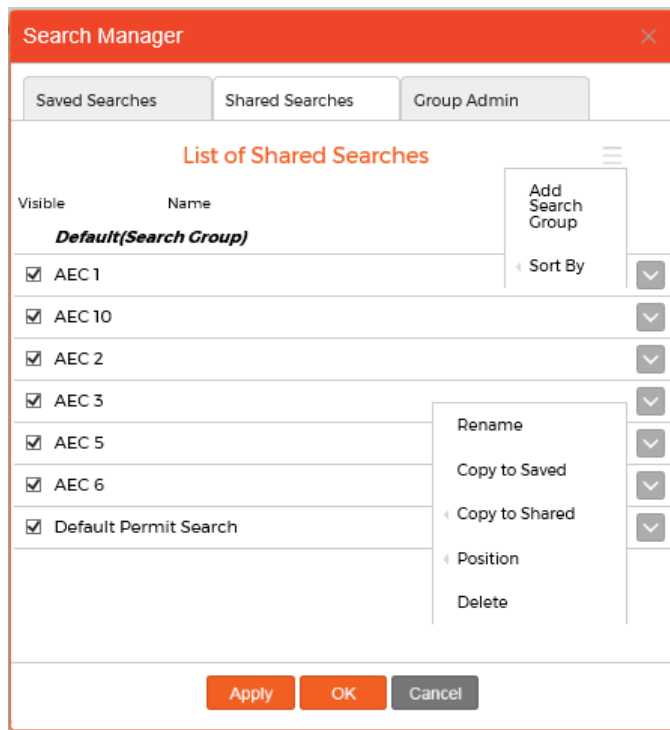 Search Manager
Saved Searches
Shared Searches
Group Admin
List of Shared Searches
Visible
Name
Add
Search
Group
Sort By
Default(Search Group)
AEC 1
AEC 10
AEC 2
AEC 3
AEC 5
AEC 6
Default Permit Search
Rename
Copy to Saved
Copy to Shared
Position
Delete
Apply
OK
Cancel